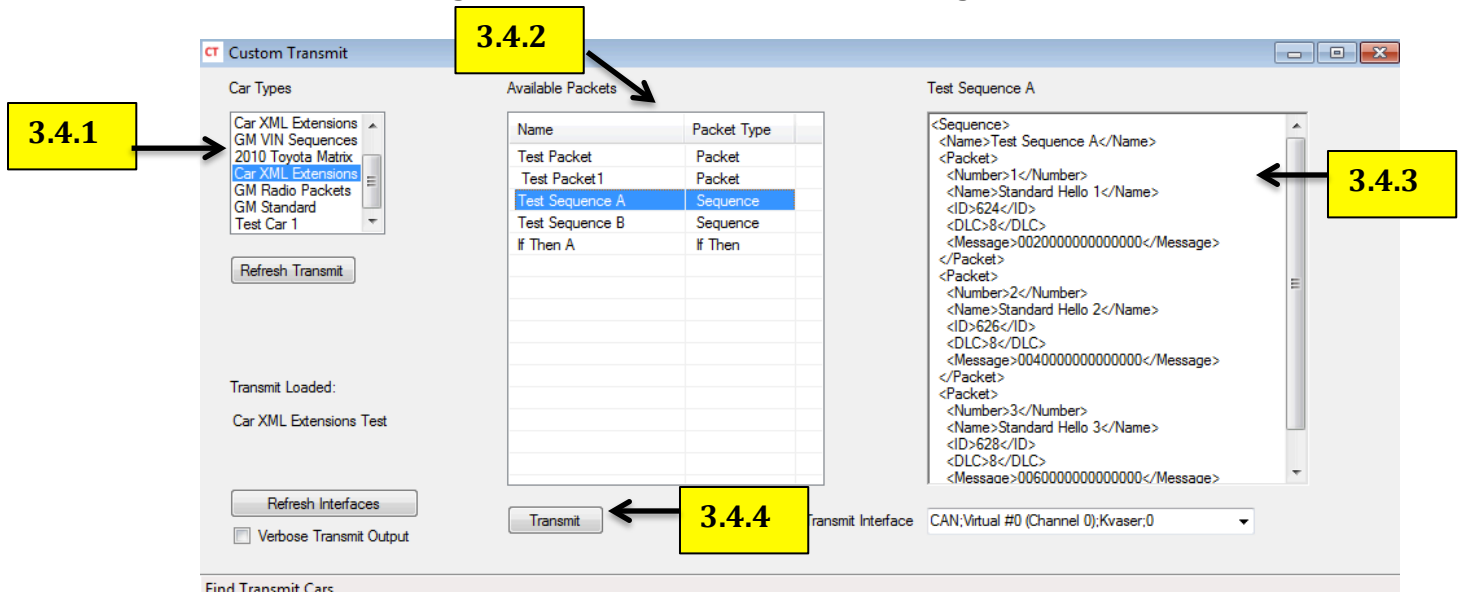 3.4.2
CT Custom Transmit
Car Types
Available Packets
Test Sequence A
3.4.1
Car XML Extensions
GM VIN Sequences
2010 Toyota Matrix
Car XML Extensions
GM Radio Packets
GM Standard
Test Car 1
Refresh Transmit
Transmit Loaded:
Car XML Extensions Test
Refresh Interfaces
Verbose Transmit Output
Name Packet Type
Test Packet Packet
Test Packet1 Packet
Test Sequence A Sequence
Test Sequence B Sequence
If Then A If Then
Transmit
3.4.4
<Sequence>
<Name>Test Sequence A</Name>
<Packet>
<Number>1</Number>
<Name>Standard Hello 1</Name>
<ID>624</ID>
<DLC>8</DLC>
<Message>0020000000000000</Message>
</Packet>
<Packet>
<Number>2</Number>
<Name>Standard Hello 2</Name>
<ID>626</ID>
<DLC>8</DLC>
<Message>0040000000000000</Message>
</Packet>
<Packet>
<Number>3</Number>
<Name>Standard Hello 3</Name>
<ID>628</ID>
<DLC>8</DLC>
<Message>0060000000000000</Message>
3.4.3
Transmit Interface CAN;Virtual #0 (Channel 0);Kvaser;0
Find Transmit Cars